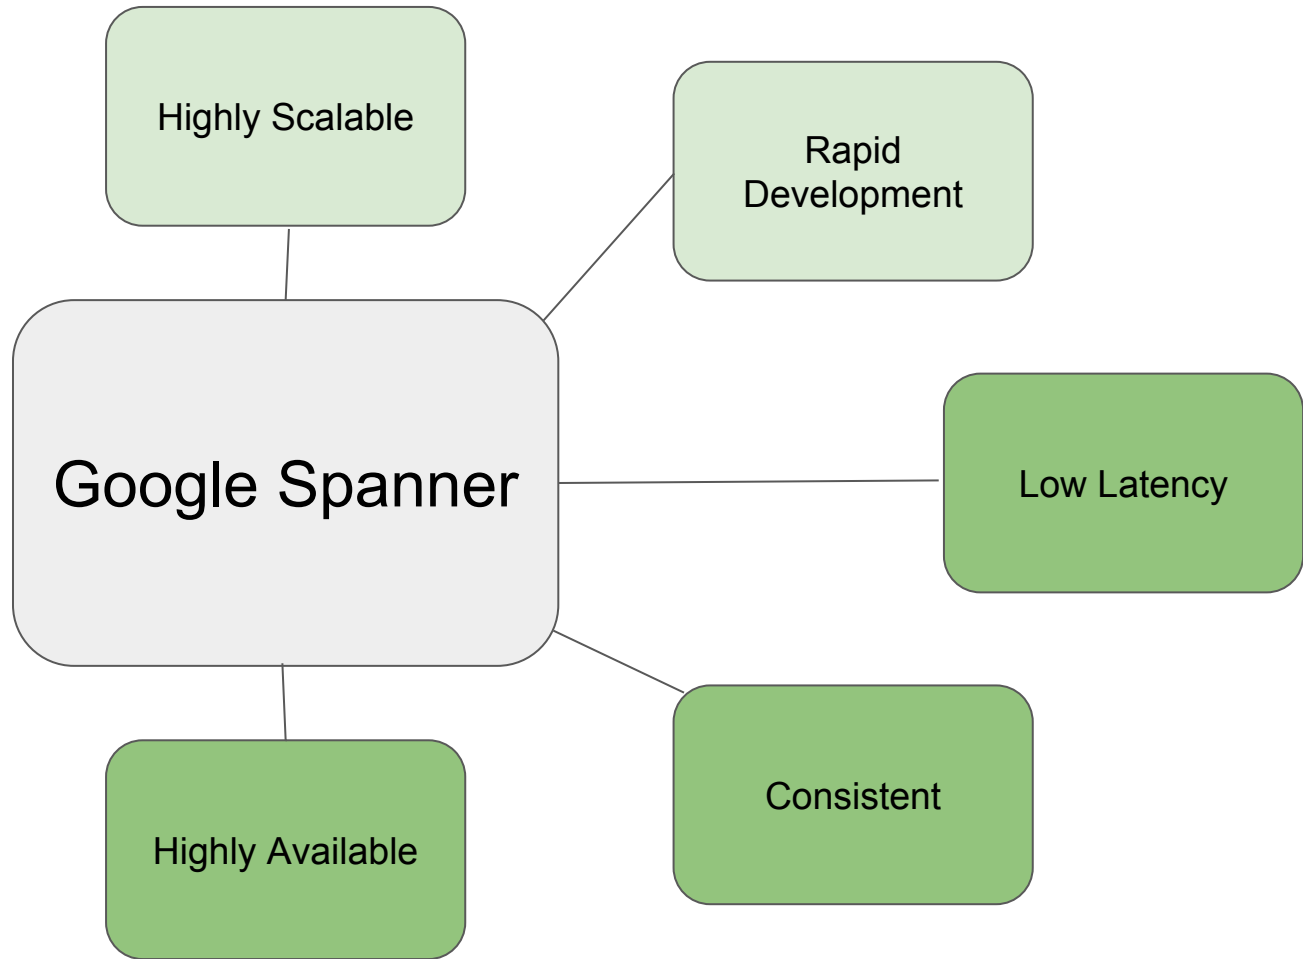 Highly Scalable
Rapid
Development
Google Spanner
Low Latency
Consistent
Highly Available